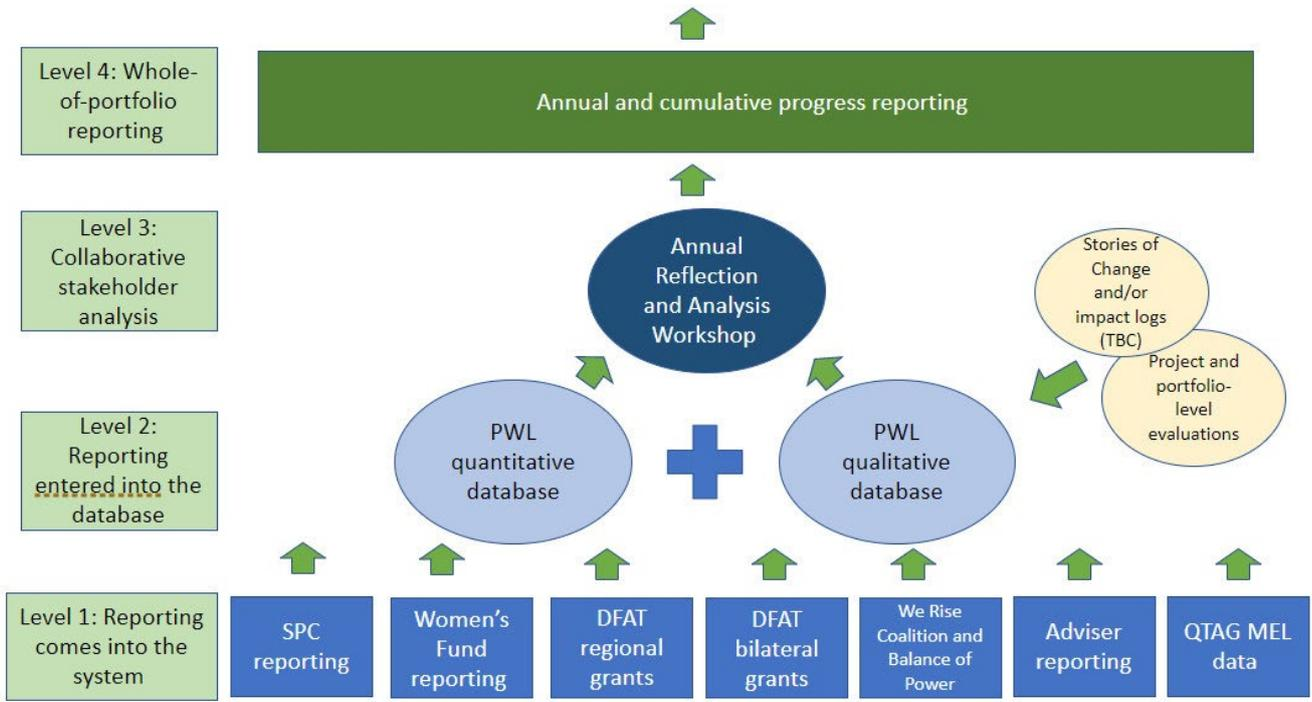 Level 4: Whole-
of-portfolio
reporting
Annual and cumulative progress reporting
Level 3:
Collaborative
stakeholder
analysis
Annual
Reflection
and Analysis
Workshop
Stories of
Change
and/or
impact logs
(TBC)
Project and
portfolio-
level
evaluations
Level 2:
Reporting
entered into the
database
PWL
quantitative
database
PWL
qualitative
database
Level 1: Reporting
comes into the
system
SPC
reporting
Women's
Fund
reporting
DFAT
regional
grants
DFAT
bilateral
grants
We Rise
Coalition and
Balance of
Power
Adviser
reporting
QTAG MEL
data